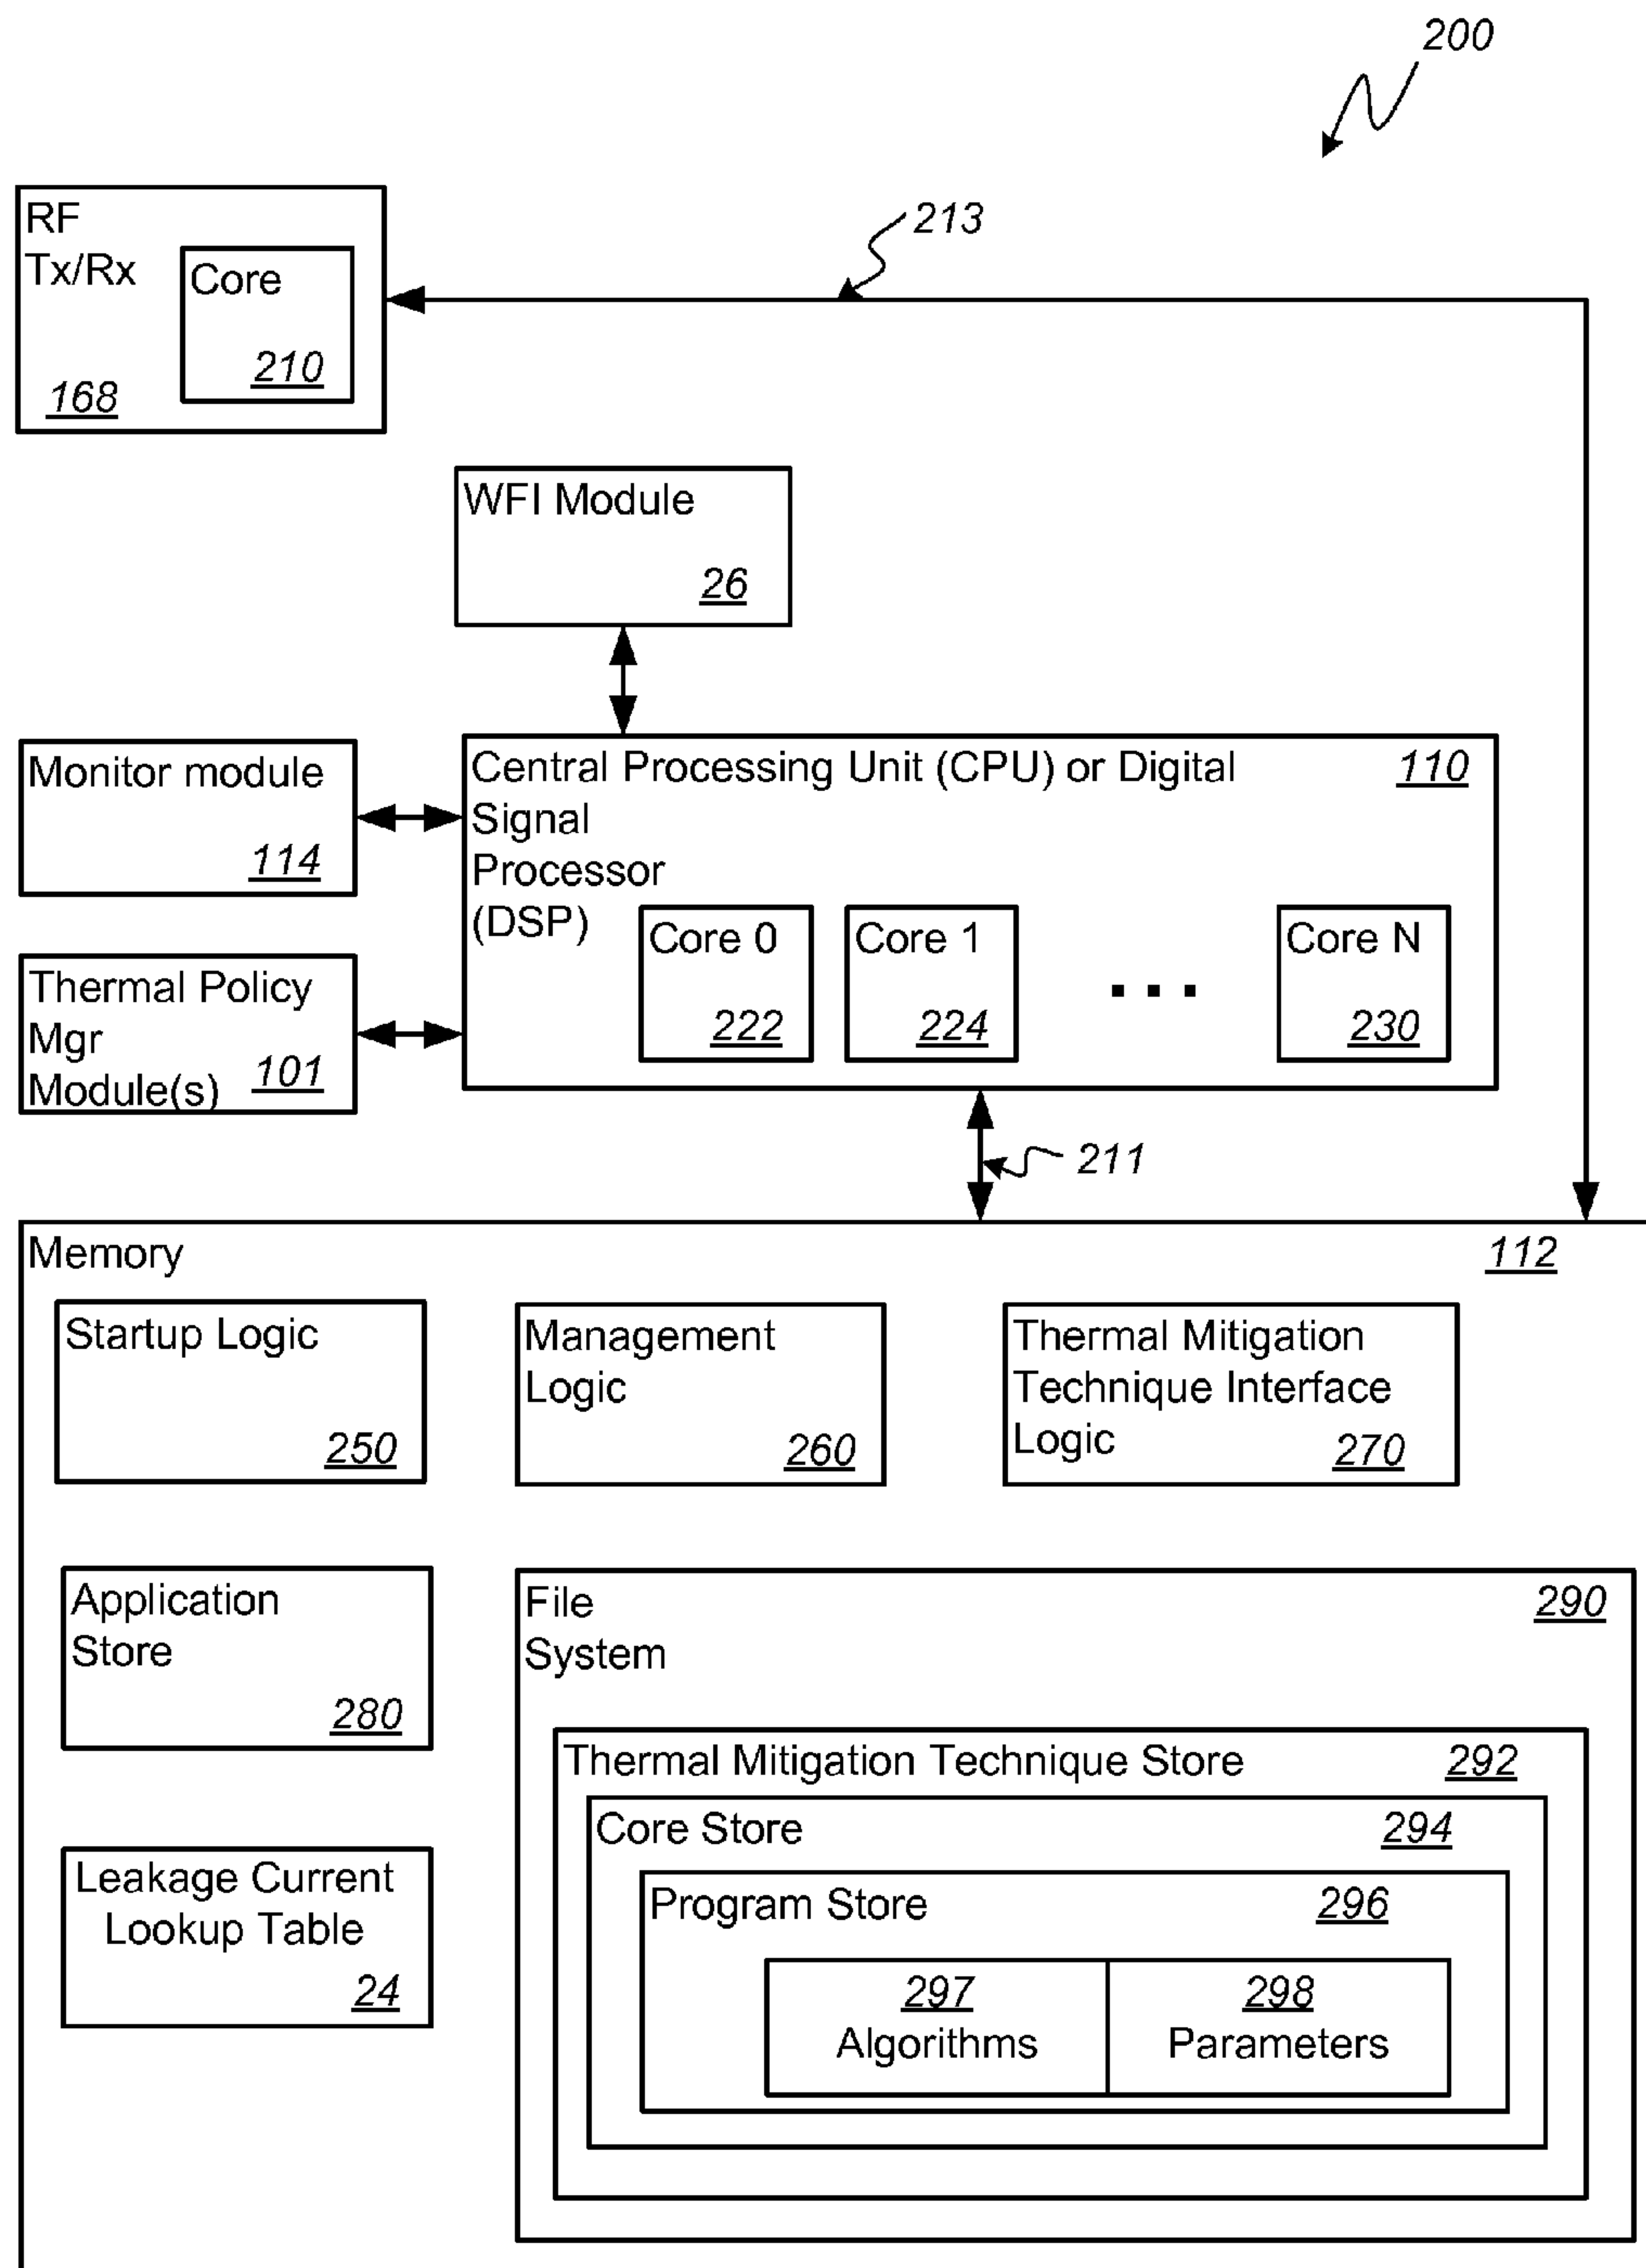 200
RF
Tx/Rx
Core
210
168
213
WFI Module
26
Monitor module
114
Central Processing Unit (CPU) or Digital
Signal
Processor
(DSP)
110
Core 0
222
Core 1
224
...
Core N
230
Thermal Policy
Mgr
Module(s)
101
211
Memory
112
Startup Logic
250
Management
Logic
260
Thermal Mitigation
Technique Interface
Logic
270
Application
Store
280
File
System
290
Thermal Mitigation Technique Store
292
Core Store
294
Program Store
296
297
Algorithms
298
Parameters
Leakage Current
Lookup Table
24